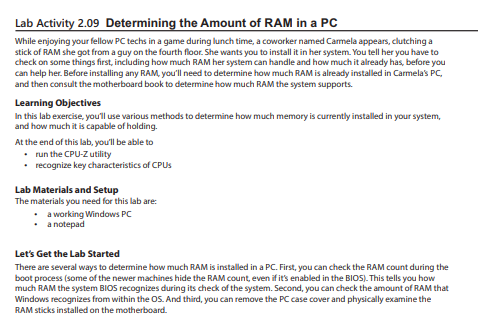 Lab Activity 2.09 Determining the Amount of RAM in a PC
While enjoying your fellow PC techs in a game during lunch time, a coworker named Carmela appears, clutching a
stick of RAM she got from a guy on the fourth floor. She wants you to install it in her system. You tell her you have to
check on some things first, including how much RAM her system can handle and how much it already has, before you
can help her. Before installing any RAM, you'll need to determine how much RAM is already installed in Carmela's PC,
and then consult the motherboard book to determine how much RAM the system supports.
Learning Objectives
In this lab exercise, you'll use various methods to determine how much memory is currently installed in your system,
and how much it is capable of holding.
At the end of this lab, you'll be able to
• run the CPU-Z utility
• recognize key characteristics of CPUs
Lab Materials and Setup
The materials you need for this lab are:
• a working Windows PC
• a notepad
Let's Get the Lab Started
There are several ways to determine how much RAM is installed in a PC. First, you can check the RAM count during the
boot process (some of the newer machines hide the RAM count, even if it's enabled in the BIOS). This tells you how
much RAM the system BIOS recognizes during its check of the system. Second, you can check the amount of RAM that
Windows recognizes from within the OS. And third, you can remove the PC case cover and physically examine the
RAM sticks installed on the motherboard.